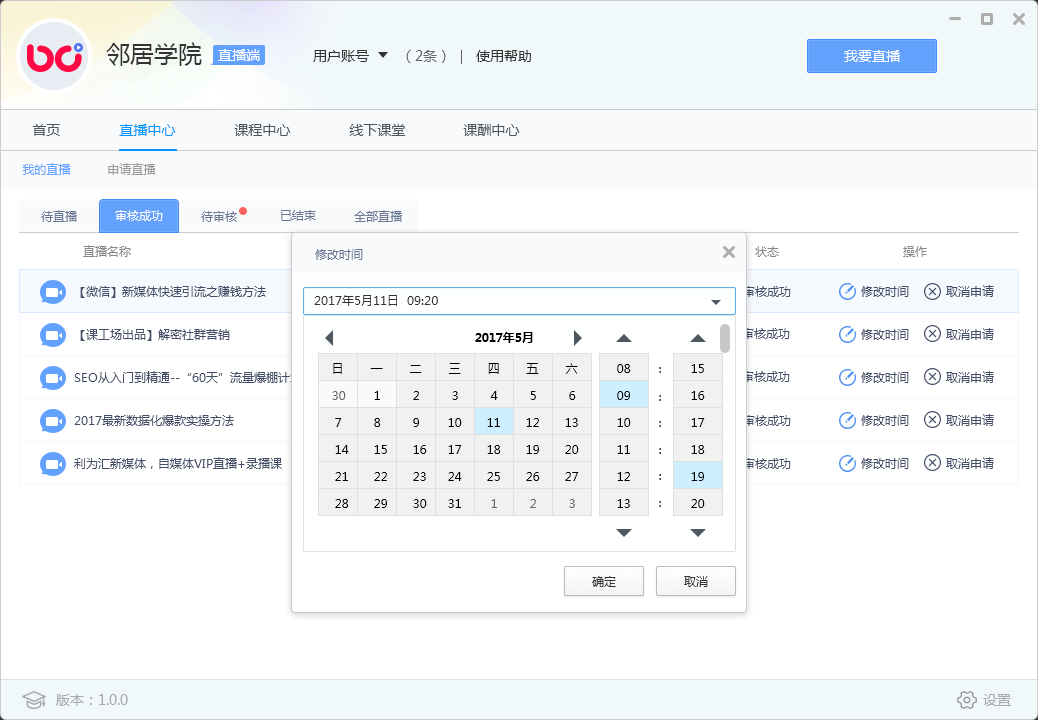 bci
邻居学院 直播端 用户账号 （2条） | 使用帮助 我要直播
首页 直播中心 课程中心 线下课堂 课酬中心
我的直播 申请直播
待直播 审核成功 待审核 已结束 全部直播
直播名称 状态 操作
【微信】新媒体快速引流之赚钱方法 审核成功 修改时间 取消申请
【课工场出品】解密社群营销 审核成功 修改时间 取消申请
SEO从入门到精通--“60天”流量爆棚计 审核成功 修改时间 取消申请
2017最新数据化爆款实操方法 审核成功 修改时间 取消申请
利为汇新媒体，自媒体VIP直播+录播课 审核成功 修改时间 取消申请
修改时间
2017年5月11日 09:20
2017年5月
日 一 二 三 四 五 六 08 : 15
30 1 2 3 4 5 6 09 : 16
7 8 9 10 11 12 13 10 : 17
14 15 16 17 18 19 20 11 : 18
21 22 23 24 25 26 27 12 : 19
28 29 30 31 1 2 3 13 : 20
确定 取消
版本：1.0.0 设置